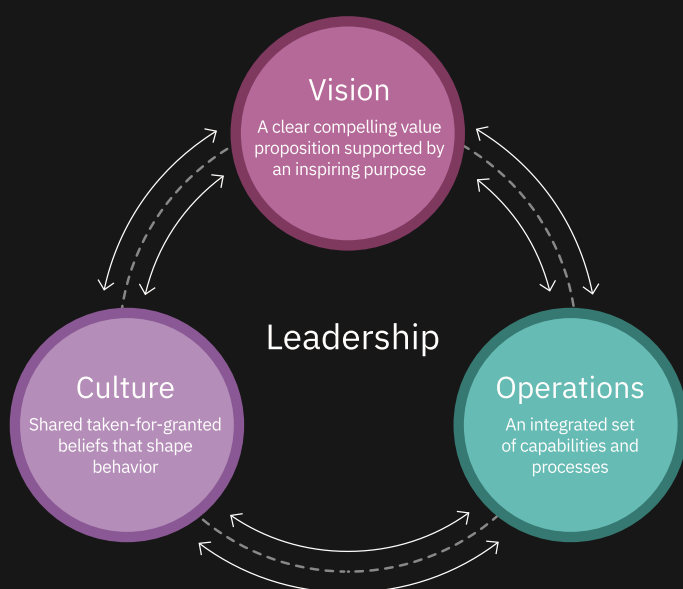 Vision
A clear compelling value
proposition supported by
an inspiring purpose
Leadership
Culture
Shared taken-for-granted
beliefs that shape
behavior
Operations
An integrated set
of capabilities and
processes